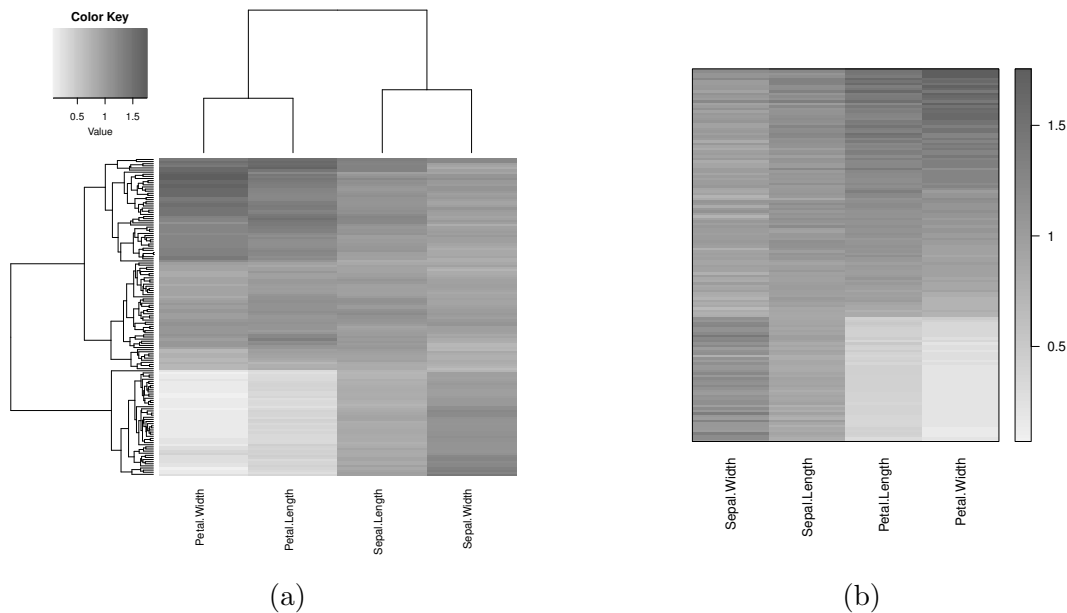 Color Key
0.5 1 1.5
Value
Petal.Width
Petal.Length
Sepal.Length
Sepal.Width
(a)
1.5
1
0.5
Sepal.Width
Sepal.Length
Petal.Length
Petal.Width
(b)